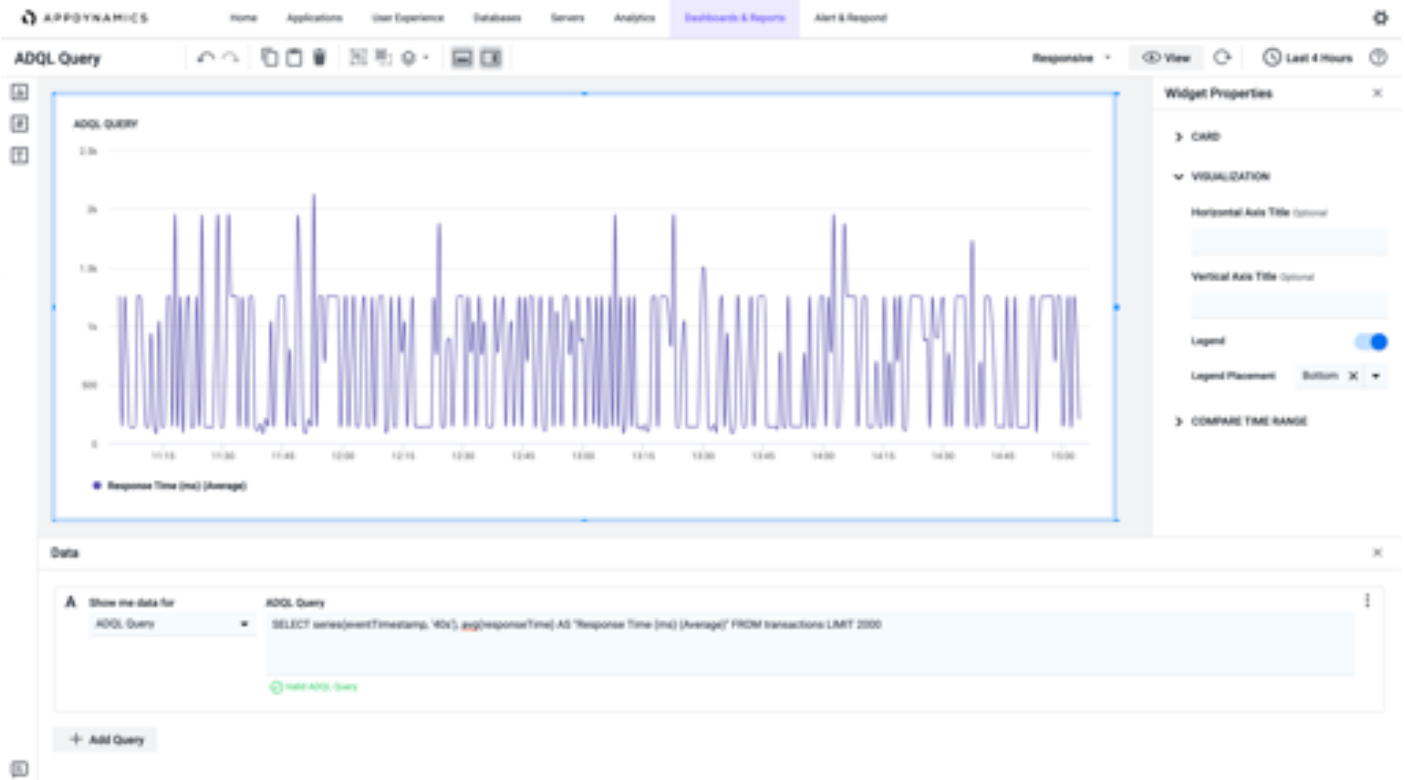 APPDYNAMICS Home Applications User Experience Databases Servers Analytics Dashboards & Reports Alert & Respond
ADQL Query Responsive View Last 4 Hours
Widget Properties
ADQL QUERY
CARD
VISUALIZATION
Horizontal Axis Title Optional
Vertical Axis Title Optional
Legend
Legend Placement Bottom
COMPARE TIME RANGE
2.5k
2k
1.5k
1k
500
0
11:15 11:30 11:45 12:00 12:15 12:30 12:45 13:00 13:15 13:30 13:45 14:00 14:15 14:30 14:45 15:00
Response Time (ms) (Average)
Data
A Show me data for ADQL Query
ADQL Query SELECT series(eventTimestamp, '40s'), avg(responseTime) AS "Response Time (ms) (Average)" FROM transactions LIMIT 2000
Valid ADQL Query
+ Add Query